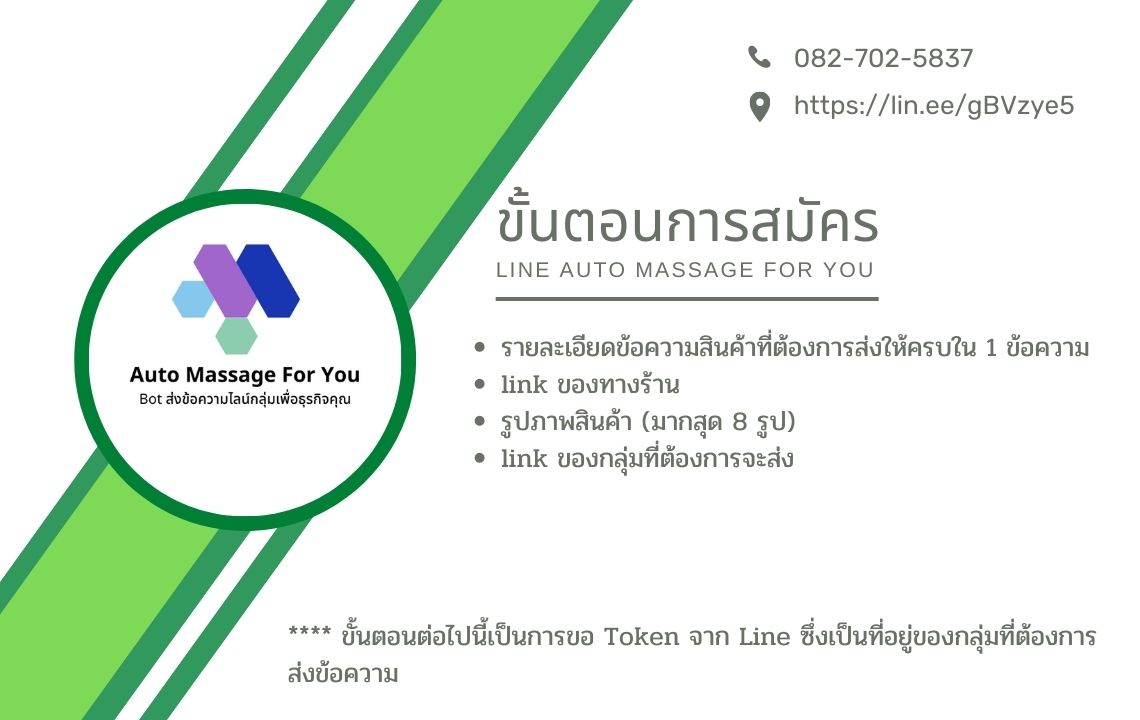 082-702-5837
https://lin.ee/gBVzye5
ขั้นตอนการสมัคร
LINE AUTO MASSAGE FOR YOU
Auto Massage For You
Bot ส่งข้อความไลน์กลุ่มเพื่อธุรกิจคุณ
• รายละเอียดข้อความสินค้าที่ต้องการส่งให้ครบใน 1 ข้อความ
• link ของทางร้าน
• รูปภาพสินค้า (มากสุด 8 รูป)
• link ของกลุ่มที่ต้องการจะส่ง
**** ขั้นตอนต่อไปนี้เป็นการขอ Token จาก Line ซึ่งเป็นที่อยู่ของกลุ่มที่ต้องการ
ส่งข้อความ